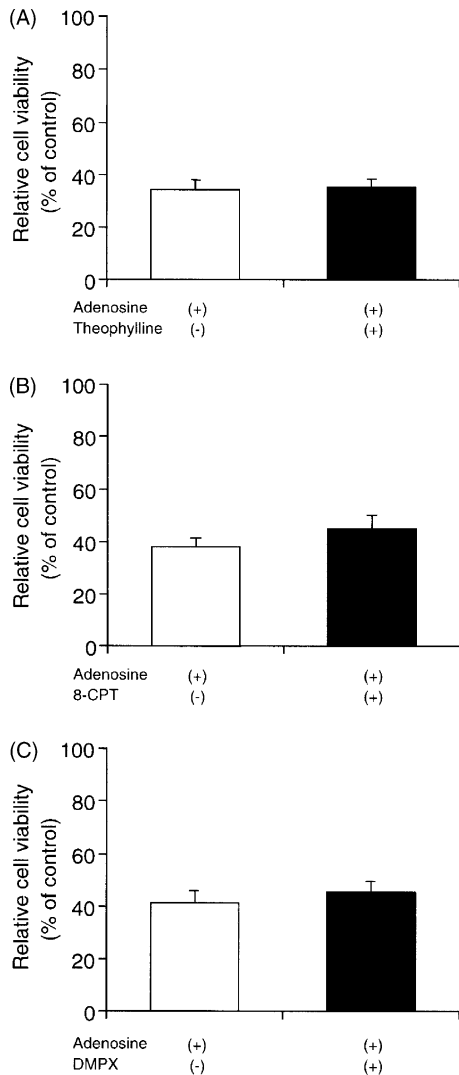 (A)
Relative cell viability
(% of control)
100
80
60
40
20
0
Adenosine (+) (+)
Theophylline (-) (+)
(B)
Relative cell viability
(% of control)
100
80
60
40
20
0
Adenosine (+) (+)
8-CPT (-) (+)
(C)
Relative cell viability
(% of control)
100
80
60
40
20
0
Adenosine (+) (+)
DMPX (-) (+)